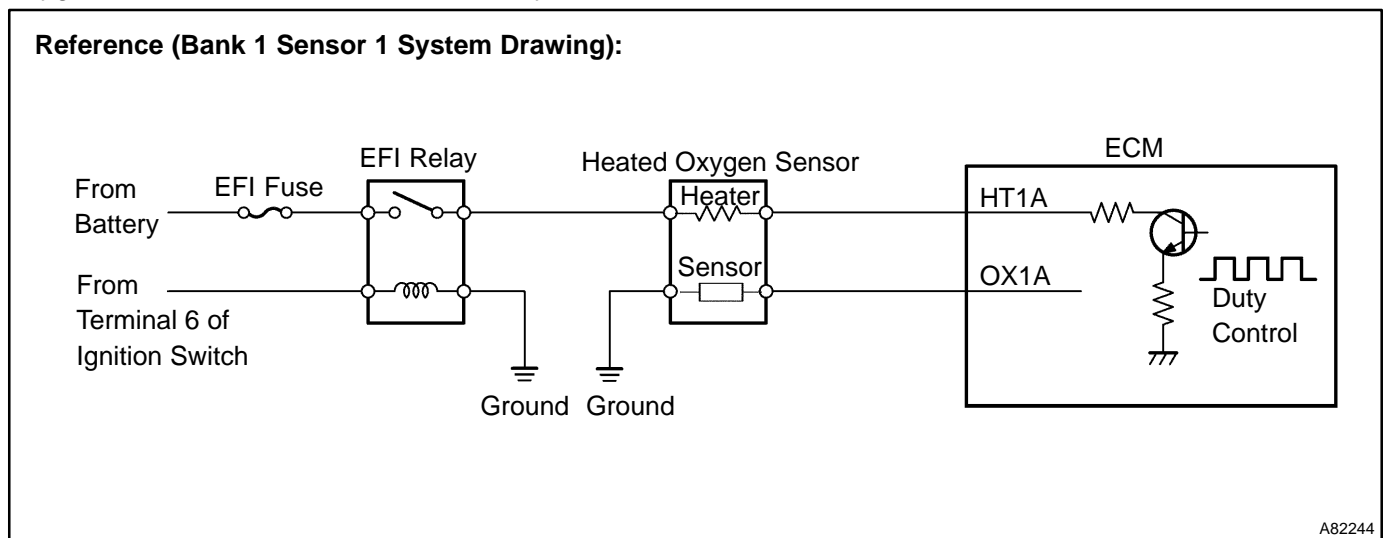 Reference (Bank 1 Sensor 1 System Drawing):
From
Battery
EFI Fuse
EFI Relay
Heated Oxygen Sensor
Heater
ECM
HT1A
From
Terminal 6 of
Ignition Switch
Sensor
OX1A
Duty
Control
Ground
Ground
A82244